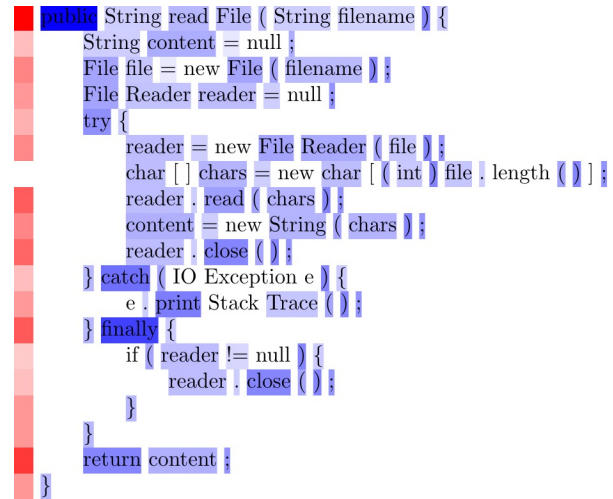 public String read File ( String filename ) {
String content = null ;
File file = new File ( filename ) ;
File Reader reader = null ;
try {
reader = new File Reader ( file ) ;
char [ ] chars = new char [ ( int ) file . length ( ) ] ;
reader . read ( chars ) ;
content = new String ( chars ) ;
reader . close ( ) ;
} catch ( IO Exception e ) {
e . print Stack Trace ( ) ;
} finally {
if ( reader != null ) {
reader . close ( ) ;
}
}
return content ;
}